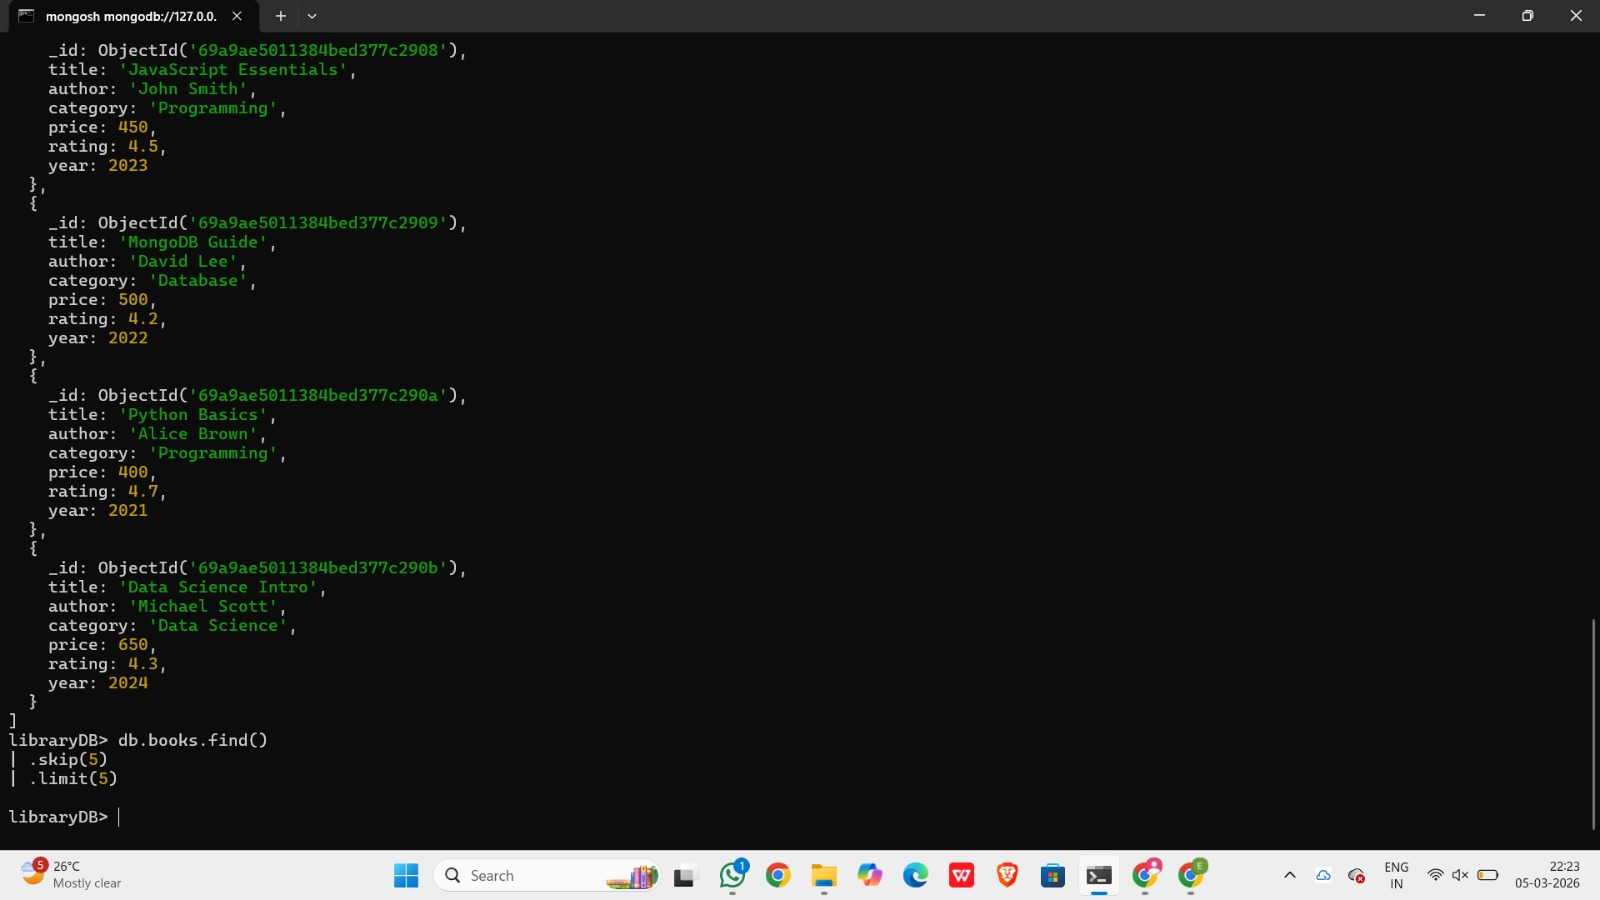 mongosh mongodb://127.0.0.
_id: ObjectId('69a9ae5011384bed377c2908'),
title: 'JavaScript Essentials',
author: 'John Smith',
category: 'Programming',
price: 450,
rating: 4.5,
year: 2023
},
{
_id: ObjectId('69a9ae5011384bed377c2909'),
title: 'MongoDB Guide',
author: 'David Lee',
category: 'Database',
price: 500,
rating: 4.2,
year: 2022
},
{
_id: ObjectId('69a9ae5011384bed377c290a'),
title: 'Python Basics',
author: 'Alice Brown',
category: 'Programming',
price: 400,
rating: 4.7,
year: 2021
},
{
_id: ObjectId('69a9ae5011384bed377c290b'),
title: 'Data Science Intro',
author: 'Michael Scott',
category: 'Data Science',
price: 650,
rating: 4.3,
year: 2024
}
]
libraryDB> db.books.find()
| .skip(5)
| .limit(5)
libraryDB>
5
26°C
Mostly clear
Search
1
W
E
ENG
IN
22:23
05-03-2026